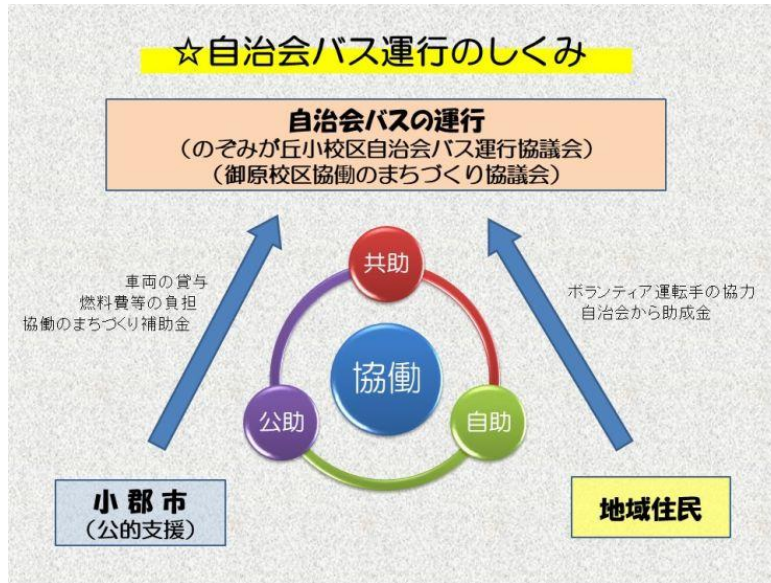 ☆自治会バス運行のしくみ
自治会バスの運行
(のぞみが丘小校区自治会バス運行協議会)
(御原校区協働のまちづくり協議会)
車両の貸与
燃料費等の負担
協働のまちづくり補助金
共助
ボランティア運転手の協力
自治会から助成金
協働
公助
自助
小郡市
(公的支援)
地域住民